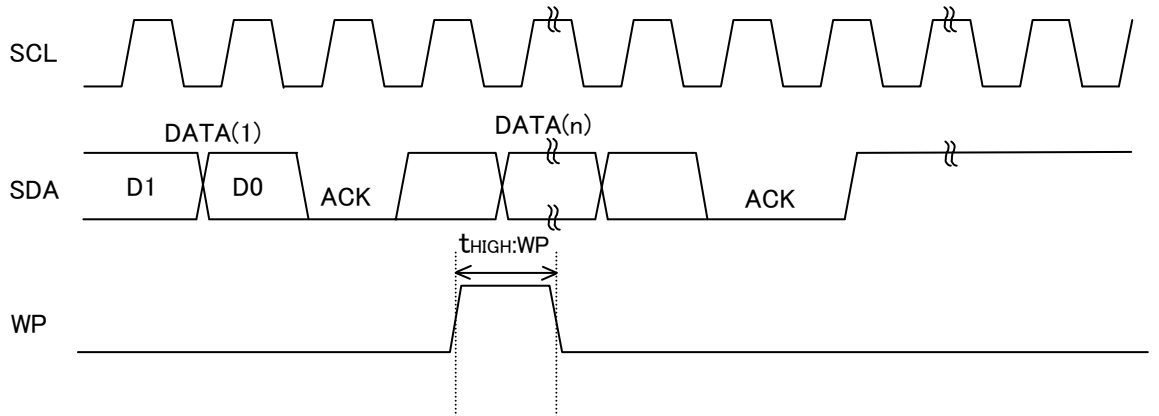 SCL
DATA(1)
DATA(n)
SDA
D1
D0
ACK
ACK
tHIGH:WP
WP